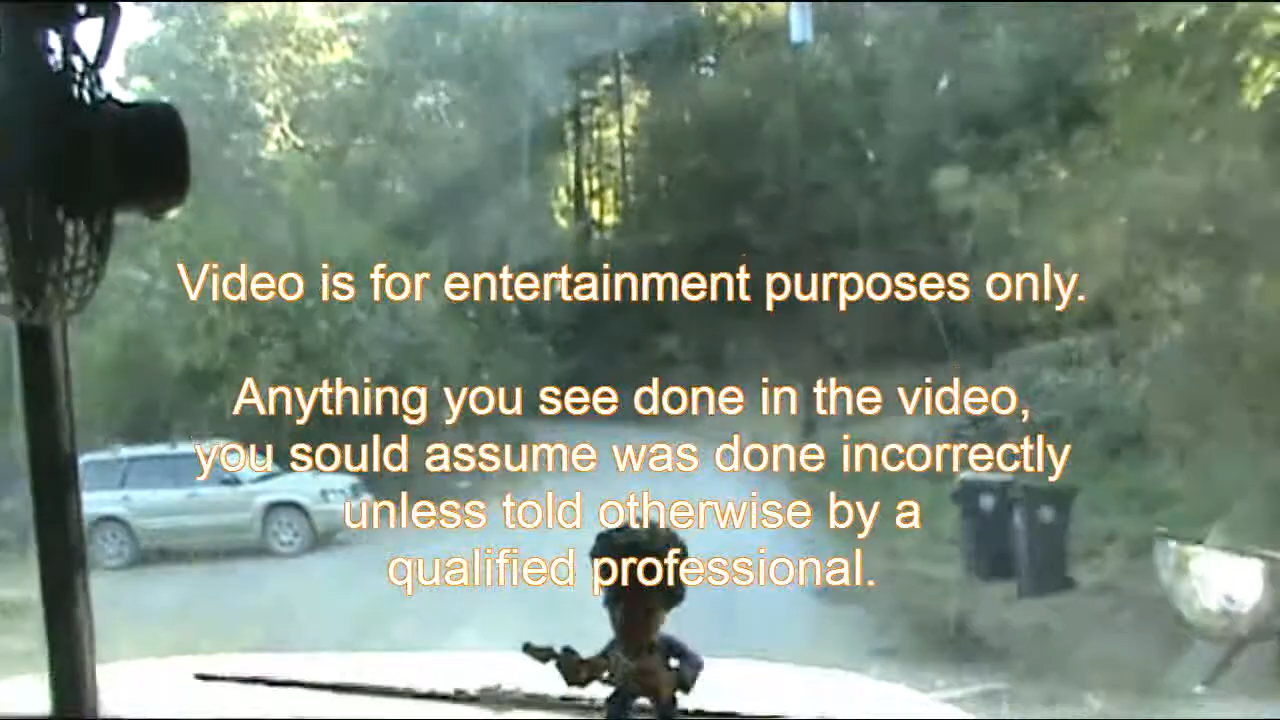 Video is for entertainment purposes only.
Anything you see done in the video,
you sould assume was done incorrectly
unless told otherwise by a
qualified professional.